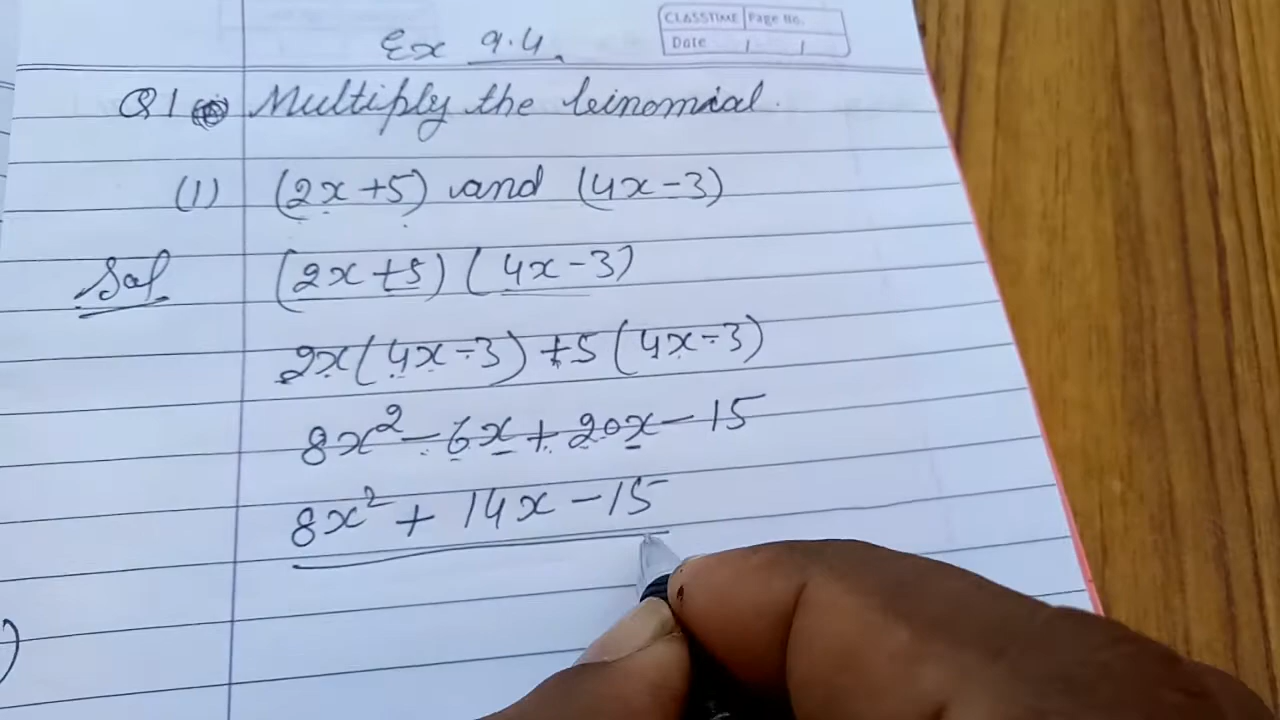 CLASSTIME Page No.
Date / /
Ex 9.4.
Q1 Multiply the binomial.
(1) (2x+5) and (4x-3)
Sol (2x+5) (4x-3)
2x(4x-3) +5(4x-3)
8x² - 6x + 20x - 15
8x² + 14x - 15
)